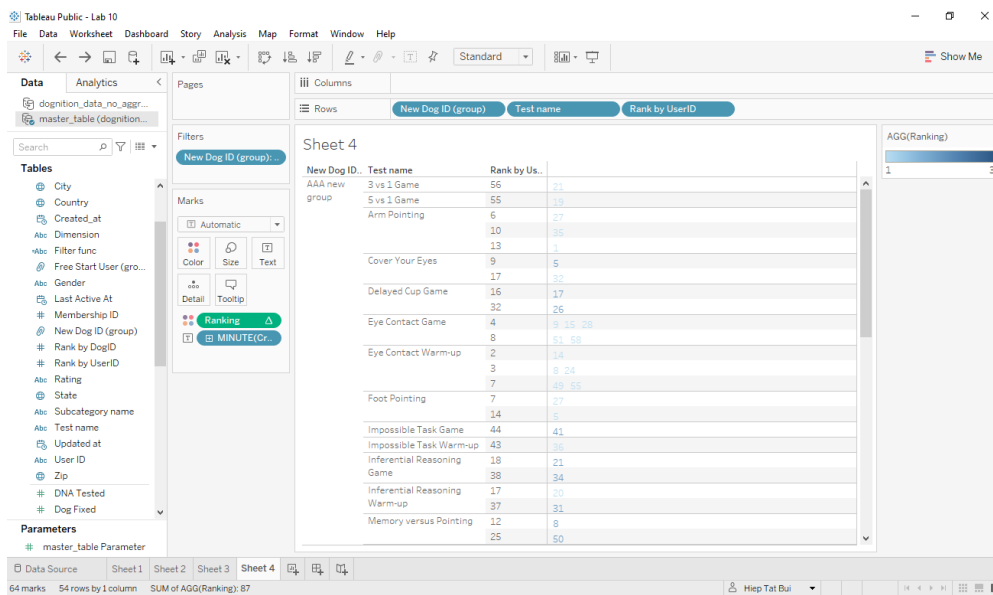 Tableau Public - Lab 10
File Data Worksheet Dashboard Story Analysis Map Format Window Help
Standard
Show Me
Data Analytics
dognition_data_no_aggr...
master_table (dognition...
Search
Tables
City
Country
Created_at
Abc Dimension
Abc Filter func
Free Start User (gro...
Abc Gender
Last Active At
# Membership ID
New Dog ID (group)
# Rank by DogID
# Rank by UserID
Abc Rating
State
Abc Subcategory name
Abc Test name
Updated at
Abc User ID
Zip
# DNA Tested
# Dog Fixed
Parameters
# master_table Parameter
Pages
Filters
New Dog ID (group): ..
Marks
T Automatic
Color Size Text
Detail Tooltip
Ranking Δ
T MINUTE(Cr..
Columns
Rows New Dog ID (group) Test name Rank by UserID
Sheet 4
New Dog ID.. Test name Rank by Us..
AAA new group 3 vs 1 Game 56 21
5 vs 1 Game 55 19
Arm Pointing 6 27
10 35
13 1
Cover Your Eyes 9 5
17 32
Delayed Cup Game 16 17
32 26
Eye Contact Game 4 9 15 28
8 51 58
Eye Contact Warm-up 2 14
3 8 24
7 49 55
Foot Pointing 7 27
14 5
Impossible Task Game 44 41
Impossible Task Warm-up 43 36
Inferential Reasoning Game 18 21
38 34
Inferential Reasoning Warm-up 17 20
37 31
Memory versus Pointing 12 8
25 50
AGG(Ranking)
1
Data Source Sheet 1 Sheet 2 Sheet 3 Sheet 4
64 marks 54 rows by 1 column SUM of AGG(Ranking): 87
Hiep Tat Bui